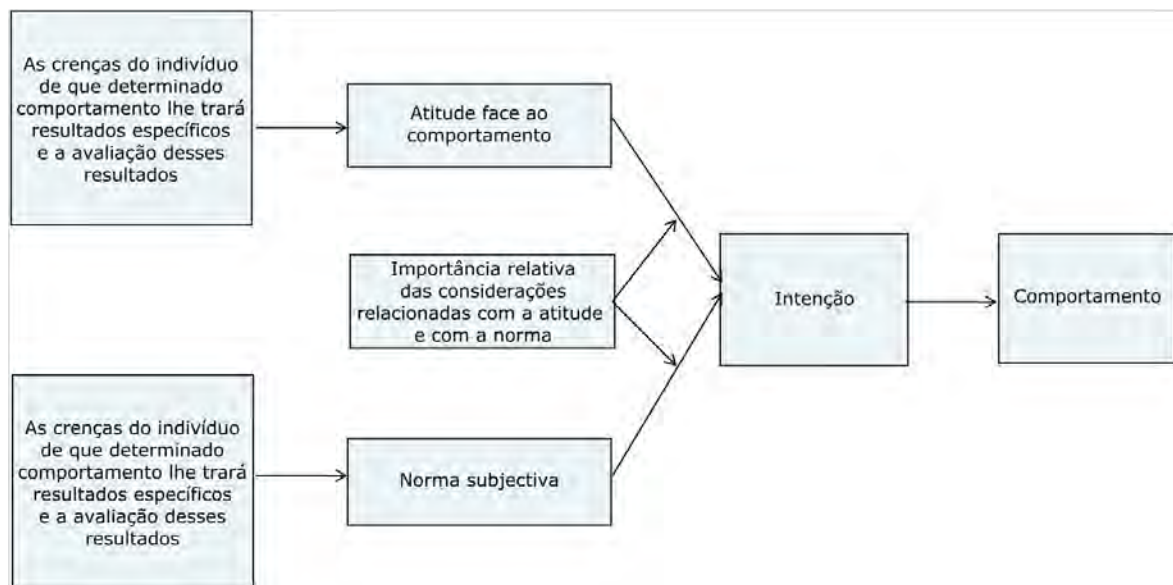 As crenças do indivíduo
de que determinado
comportamento lhe trará
resultados específicos
e a avaliação desses
resultados
Atitude face ao
comportamento
Importância relativa
das considerações
relacionadas com a atitude
e com a norma
Intenção
Comportamento
As crenças do indivíduo
de que determinado
comportamento lhe trará
resultados específicos
e a avaliação desses
resultados
Norma subjectiva